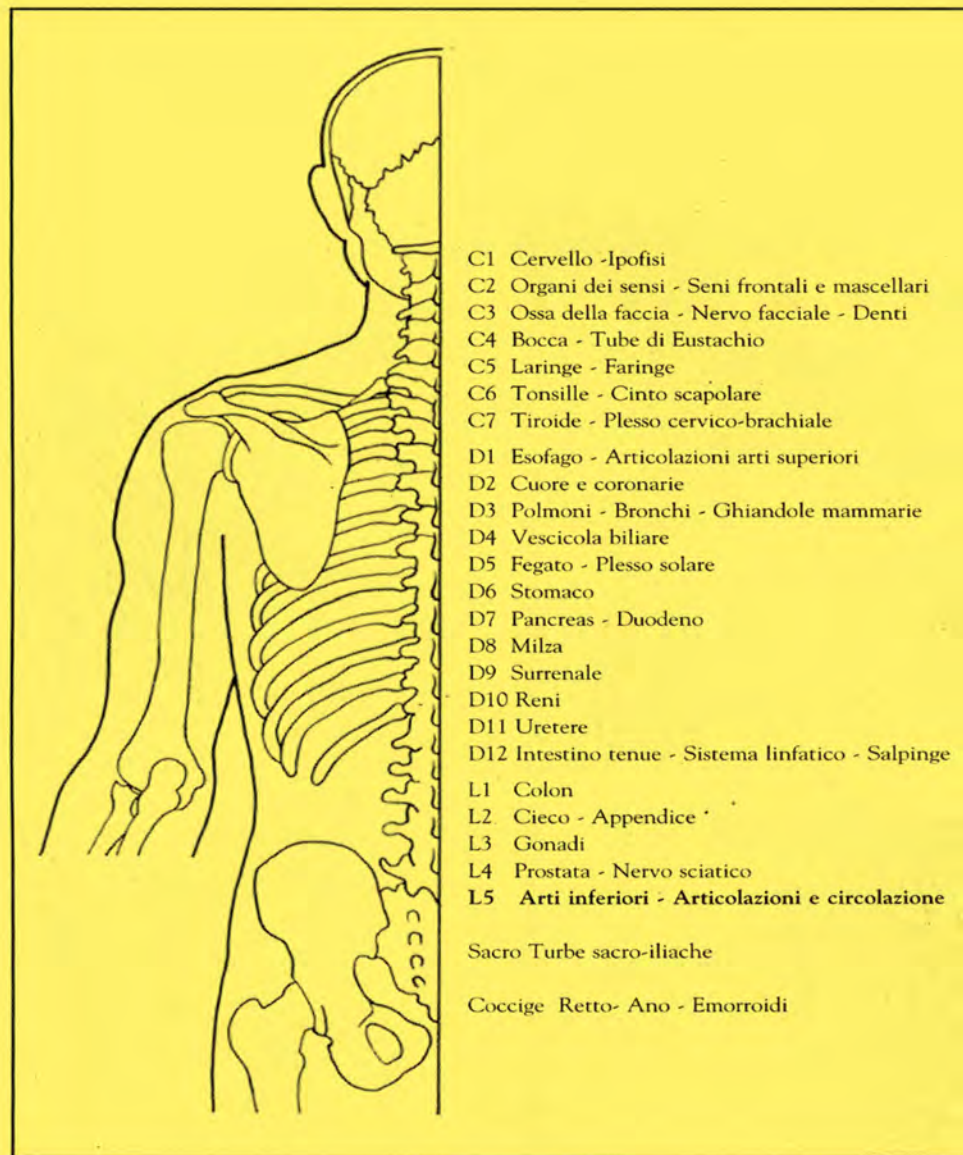 C1 Cervello -Ipofisi
C2 Organi dei sensi - Seni frontali e mascellari
C3 Ossa della faccia - Nervo facciale - Denti
C4 Bocca - Tube di Eustachio
C5 Laringe - Faringe
C6 Tonsille - Cinto scapolare
C7 Tiroide - Plesso cervico-brachiale
D1 Esofago - Articolazioni arti superiori
D2 Cuore e coronarie
D3 Polmoni - Bronchi - Ghiandole mammarie
D4 Vescicola biliare
D5 Fegato - Plesso solare
D6 Stomaco
D7 Pancreas - Duodeno
D8 Milza
D9 Surrenale
D10 Reni
D11 Uretere
D12 Intestino tenue - Sistema linfatico - Salpinge
L1 Colon
L2 Cieco - Appendice
L3 Gonadi
L4 Prostata - Nervo sciatico
L5 Arti inferiori - Articolazioni e circolazione
Sacro Turbe sacro-iliache
Coccige Retto- Ano - Emorroidi